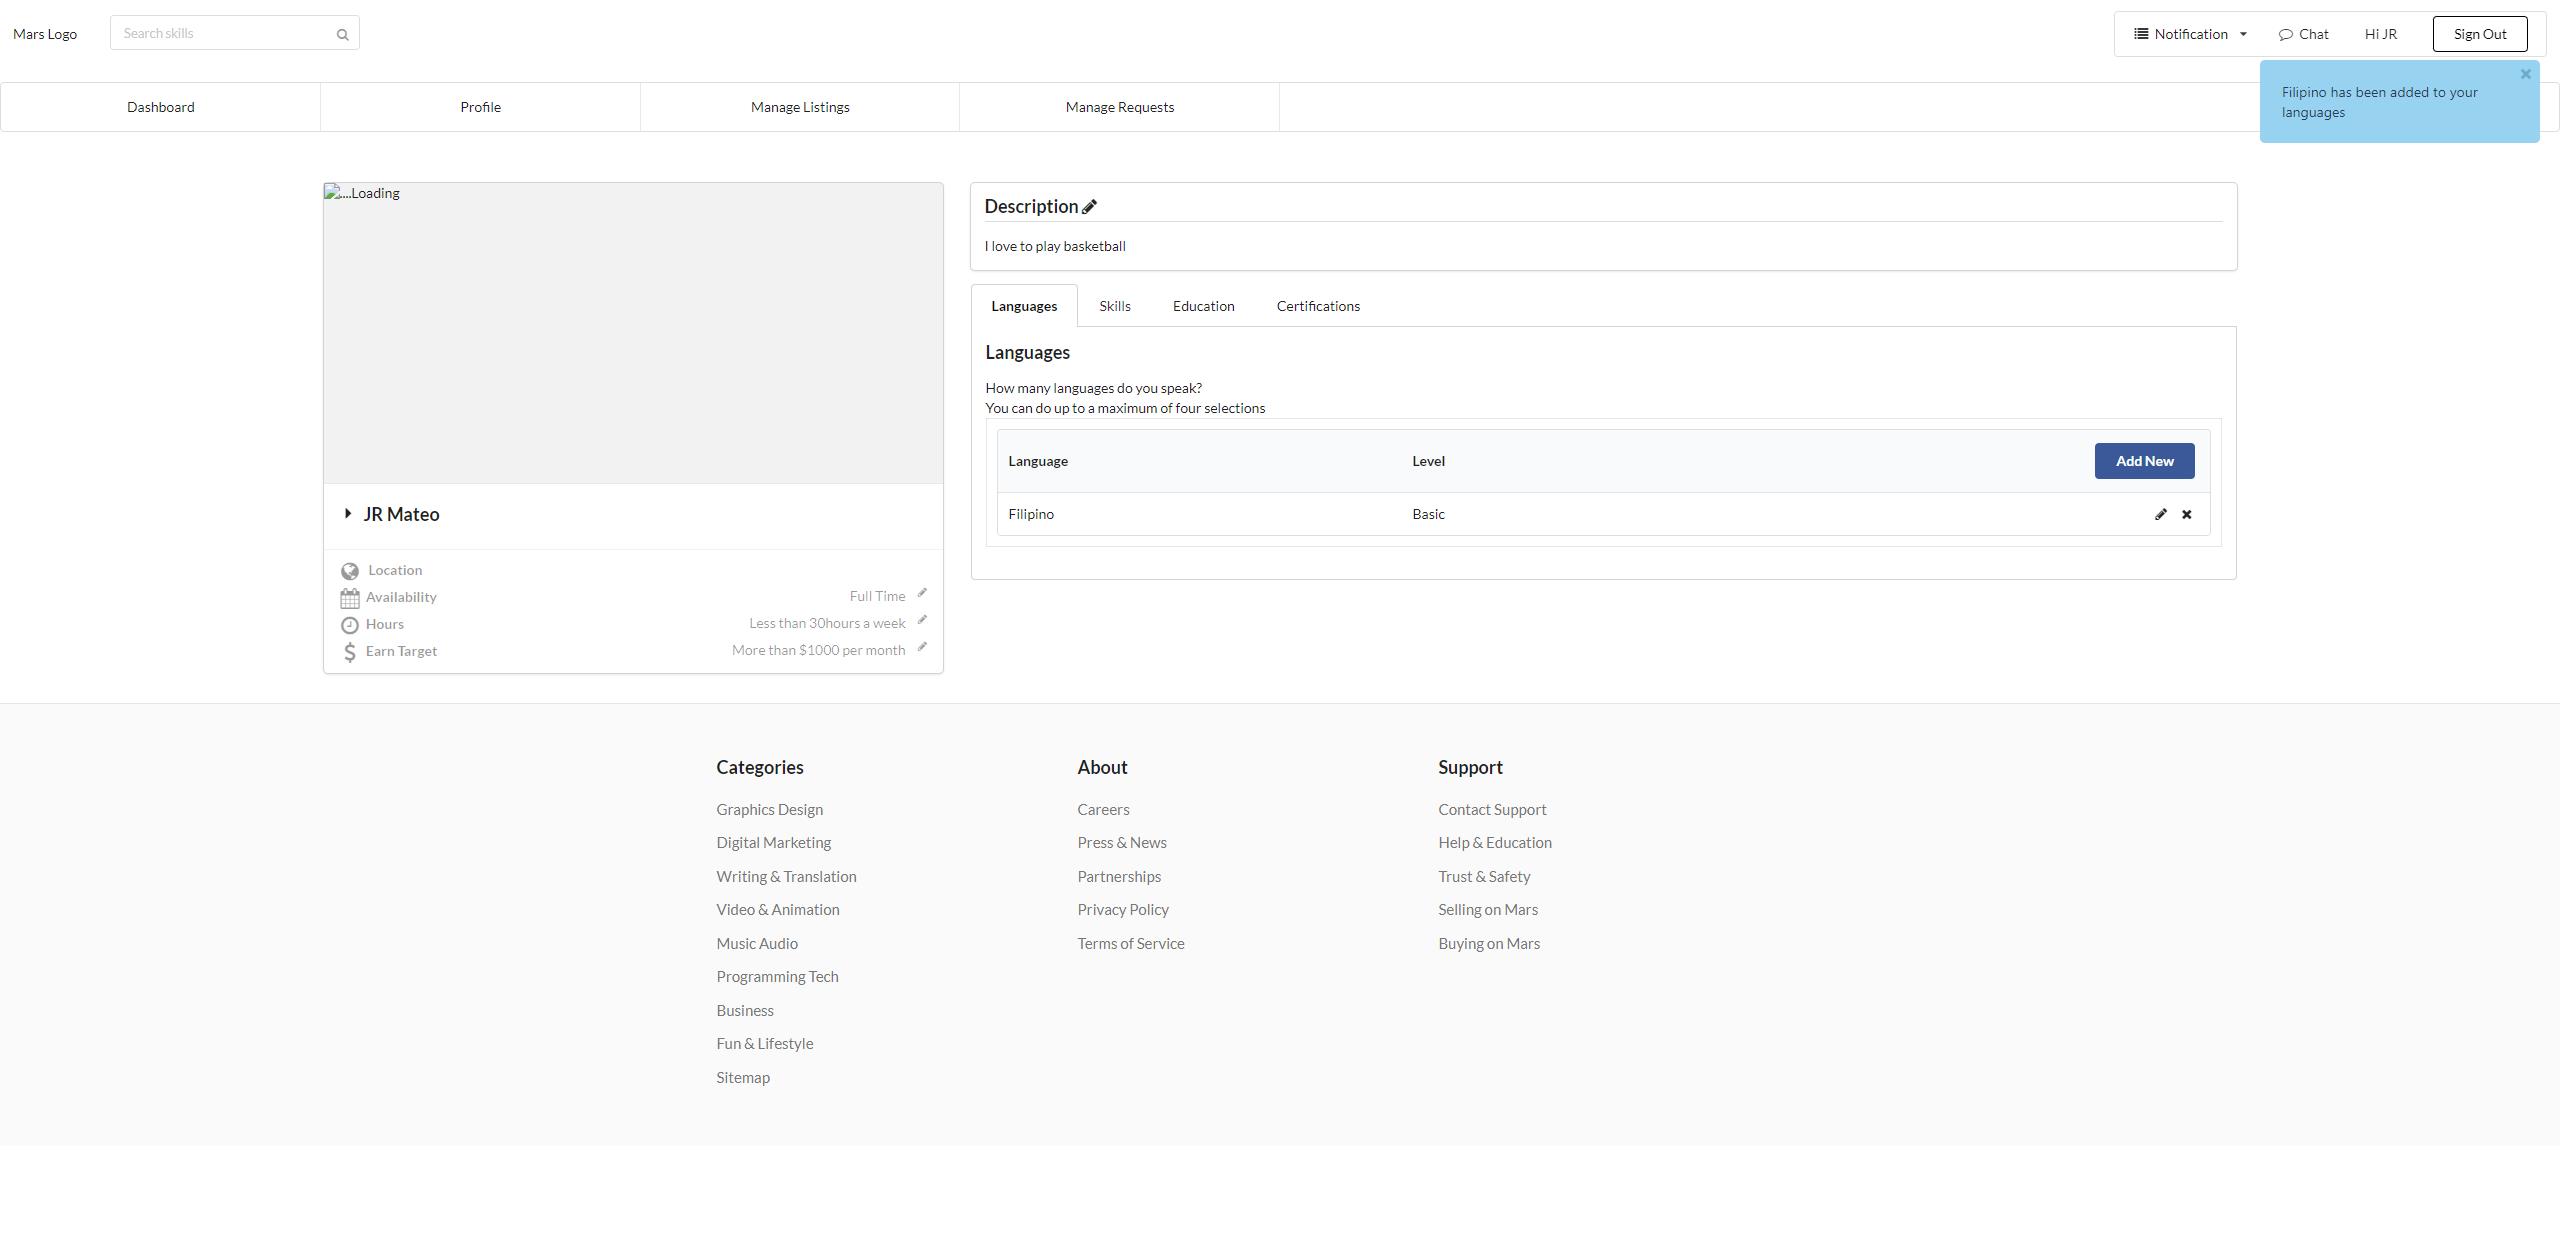 Mars Logo
Search skills
Notification
Chat
Hi JR
Sign Out
Filipino has been added to your
languages
Dashboard
Profile
Manage Listings
Manage Requests
....Loading
JR Mateo
Location
Availability
Full Time
Hours
Less than 30hours a week
Earn Target
More than $1000 per month
Description
I love to play basketball
Languages
Skills
Education
Certifications
Languages
How many languages do you speak?
You can do up to a maximum of four selections
Language
Level
Add New
Filipino
Basic
Categories
Graphics Design
Digital Marketing
Writing & Translation
Video & Animation
Music Audio
Programming Tech
Business
Fun & Lifestyle
Sitemap
About
Careers
Press & News
Partnerships
Privacy Policy
Terms of Service
Support
Contact Support
Help & Education
Trust & Safety
Selling on Mars
Buying on Mars